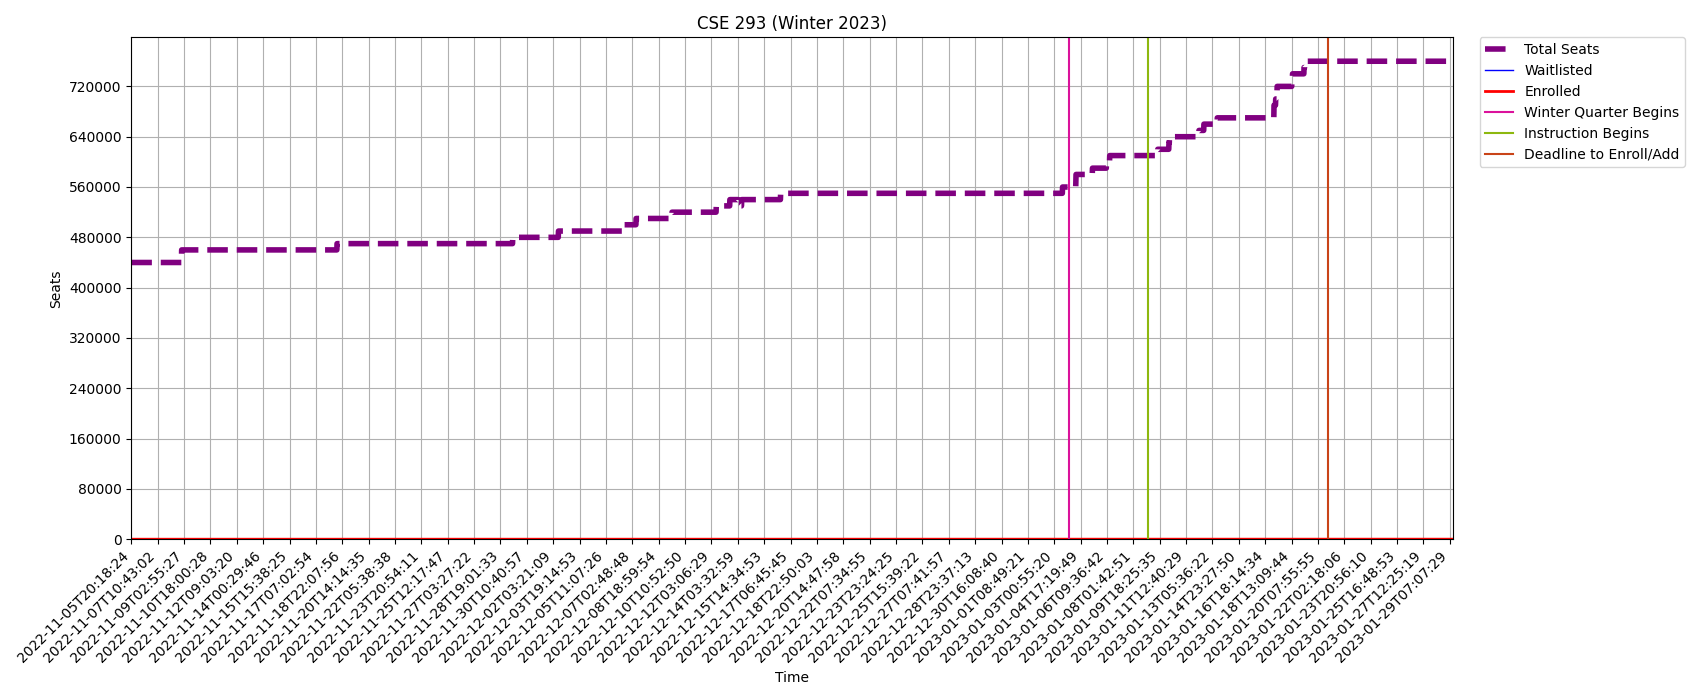 CSE 293 (Winter 2023)
Total Seats
Waitlisted
Enrolled
Winter Quarter Begins
Instruction Begins
Deadline to Enroll/Add
Seats
720000
640000
560000
480000
400000
320000
240000
160000
80000
0
2022-11-05T20:18:24
2022-11-07T10:43:02
2022-11-09T02:55:27
2022-11-10T18:00:28
2022-11-12T09:03:20
2022-11-14T00:29:46
2022-11-15T15:38:25
2022-11-17T07:02:54
2022-11-18T22:07:56
2022-11-20T14:14:35
2022-11-22T05:38:38
2022-11-23T20:54:11
2022-11-25T12:17:47
2022-11-27T03:27:22
2022-11-28T19:01:33
2022-11-30T10:40:57
2022-12-02T03:21:09
2022-12-03T19:14:53
2022-12-05T11:07:26
2022-12-07T02:48:48
2022-12-08T18:59:54
2022-12-10T10:52:50
2022-12-12T03:06:29
2022-12-14T03:32:59
2022-12-15T14:34:53
2022-12-17T06:45:45
2022-12-18T22:50:03
2022-12-20T14:47:58
2022-12-22T07:34:55
2022-12-23T23:24:25
2022-12-25T15:39:22
2022-12-27T07:41:57
2022-12-28T23:37:13
2022-12-30T16:08:40
2023-01-01T08:49:21
2023-01-03T00:55:20
2023-01-04T17:19:49
2023-01-06T09:36:42
2023-01-08T01:42:51
2023-01-09T18:25:35
2023-01-11T12:40:29
2023-01-13T05:36:22
2023-01-14T23:27:50
2023-01-16T18:14:34
2023-01-18T13:09:44
2023-01-20T07:55:55
2023-01-22T02:18:06
2023-01-23T20:56:10
2023-01-25T16:48:53
2023-01-27T12:25:19
2023-01-29T07:07:29
Time